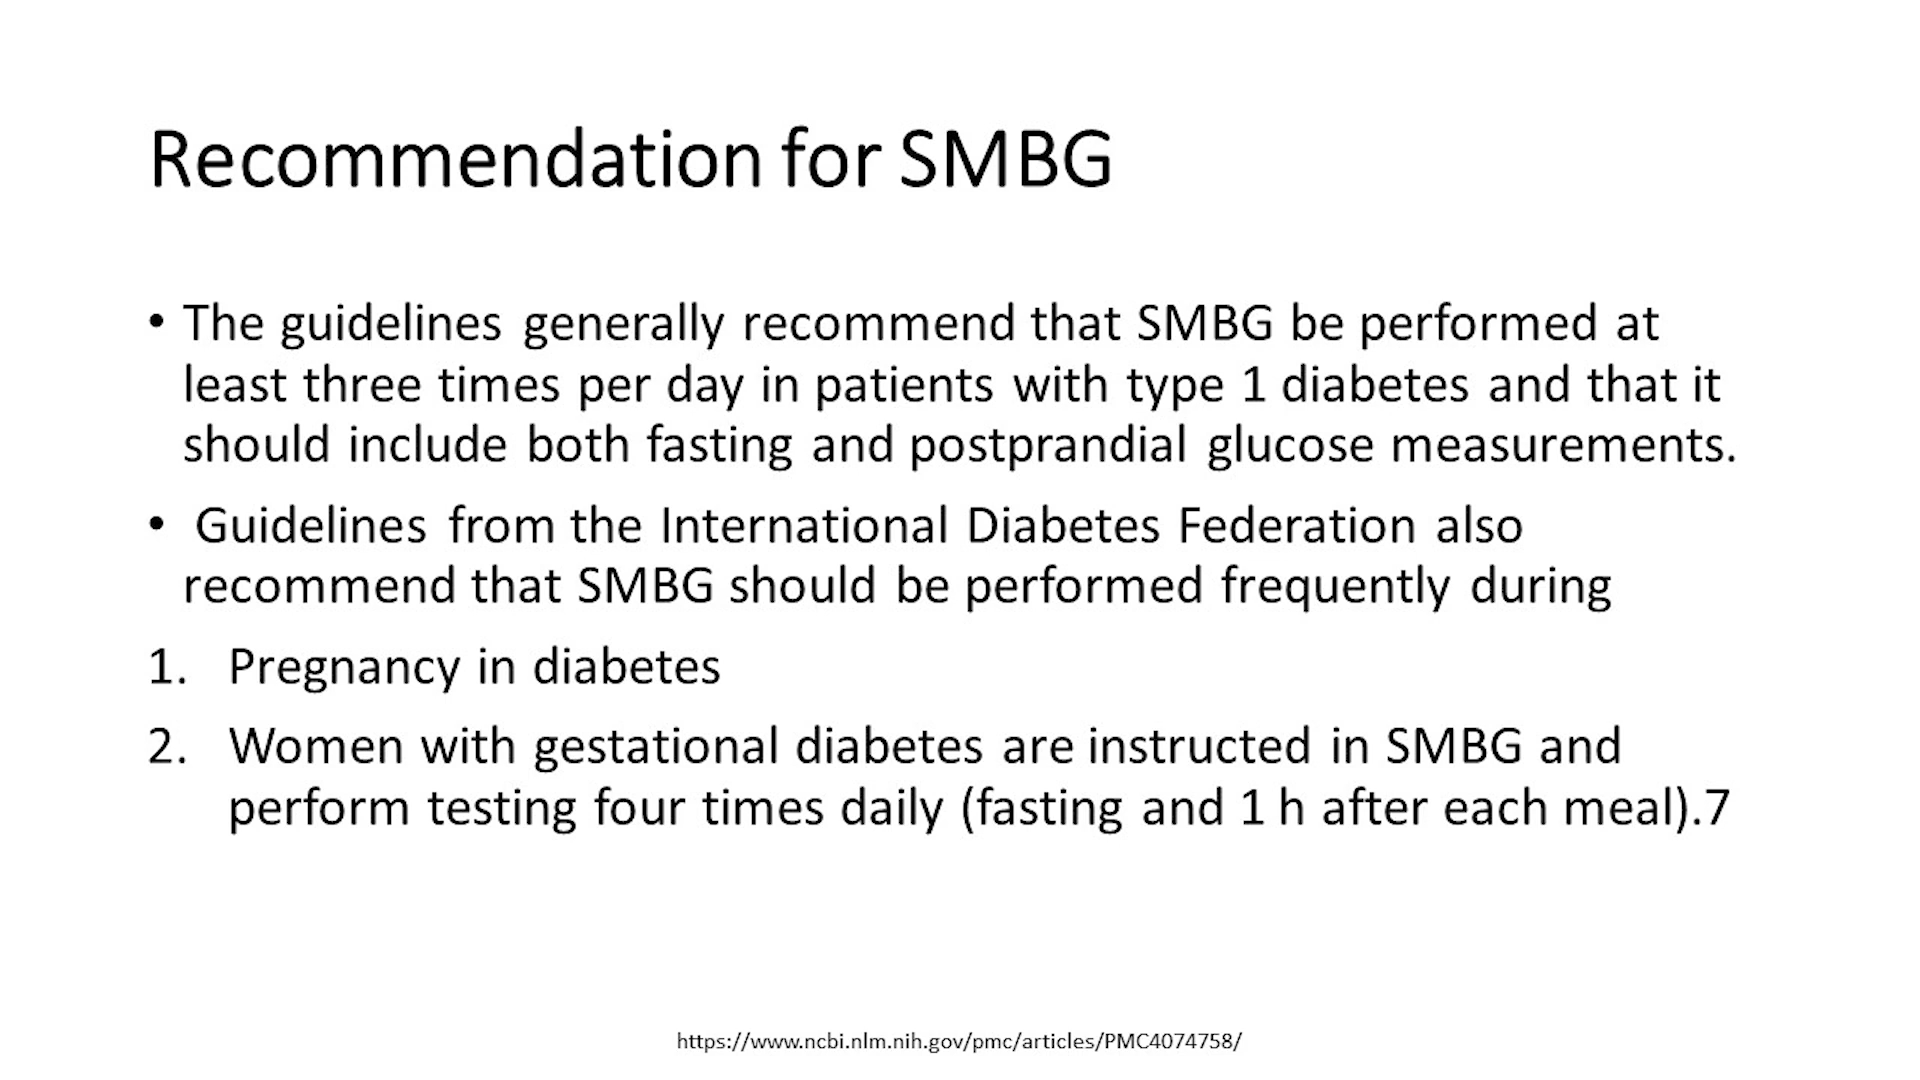 Recommendation for SMBG
• The guidelines generally recommend that SMBG be performed at
least three times per day in patients with type 1 diabetes and that it
should include both fasting and postprandial glucose measurements.
• Guidelines from the International Diabetes Federation also
recommend that SMBG should be performed frequently during
1. Pregnancy in diabetes
2. Women with gestational diabetes are instructed in SMBG and
perform testing four times daily (fasting and 1 h after each meal).7
https://www.ncbi.nlm.nih.gov/pmc/articles/PMC4074758/